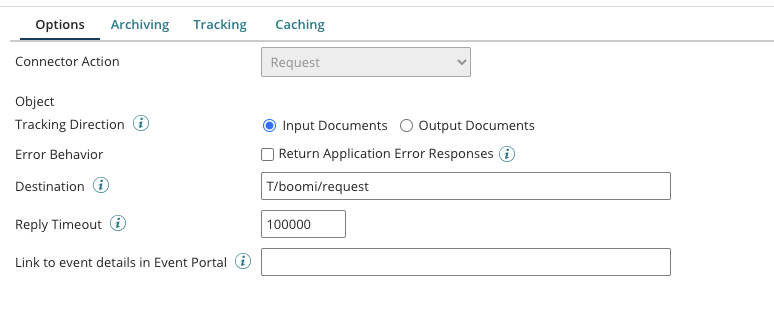 Options Archiving Tracking Caching
Connector Action Request
Object
Tracking Direction i Input Documents Output Documents
Error Behavior Return Application Error Responses i
Destination i T/boomi/request
Reply Timeout i 100000
Link to event details in Event Portal i